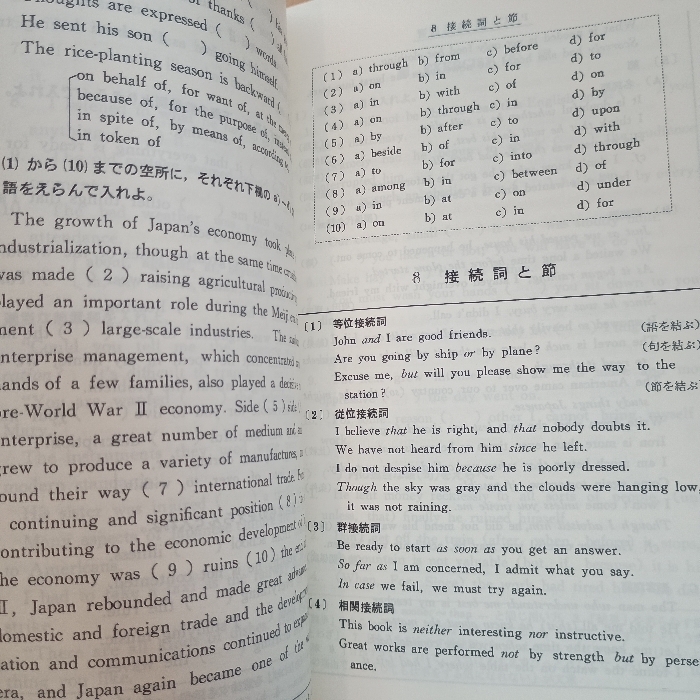 thanks (
are expressed (      ) words
He sent his son (      ) going himself.
The rice-planting season is backward (
on behalf of, for want of, at the
because of, for the purpose of,
in spite of, by means of, according
in token of
(1) から (10) までの空所に，それぞれ下欄の a)～
語をえらんで入れよ。
The growth of Japan's economy took
ndustrialization, though at the same time
was made ( 2 ) raising agricultural
played an important role during the Meiji
ment ( 3 ) large-scale industries. The
nterprise management, which concentrated
ands of a few families, also played a
re-World War II economy. Side ( 5 )
nterprise, a great number of medium and
rew to produce a variety of manufactures,
ound their way ( 7 ) international trade.
continuing and significant position ( 8 )
ontributing to the economic development
he economy was ( 9 ) ruins (10) the
II, Japan rebounded and made great
domestic and foreign trade and the
ation and communications continued to
era, and Japan again became one of the
8 接続詞と節
(1) a) through b) from c) before d) for
(2) a) on b) in c) for d) to
(3) a) in b) with c) of d) on
(4) a) on b) through c) in d) by
(5) a) by b) after c) to d) upon
(6) a) beside b) of c) in d) with
(7) a) to b) for c) into d) through
(8) a) among b) in c) between d) of
(9) a) in b) at c) on d) under
(10) a) on b) at c) in d) for
8 接続詞と節
〔1〕 等位接続詞
John and I are good friends. (語を結ぶ)
Are you going by ship or by plane? (句を結ぶ)
Excuse me, but will you please show me the way to the
station? (節を結ぶ
〔2〕 従位接続詞
I believe that he is right, and that nobody doubts it.
We have not heard from him since he left.
I do not despise him because he is poorly dressed.
Though the sky was gray and the clouds were hanging low,
it was not raining.
〔3〕 群接続詞
Be ready to start as soon as you get an answer.
So far as I am concerned, I admit what you say.
In case we fail, we must try again.
〔4〕 相関接続詞
This book is neither interesting nor instructive.
Great works are performed not by strength but by perse
ance.